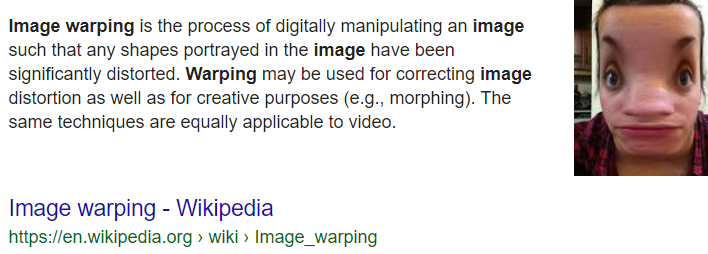 Image warping is the process of digitally manipulating an image
such that any shapes portrayed in the image have been
significantly distorted. Warping may be used for correcting image
distortion as well as for creative purposes (e.g., morphing). The
same techniques are equally applicable to video.
Image warping - Wikipedia
https://en.wikipedia.org › wiki › Image_warping